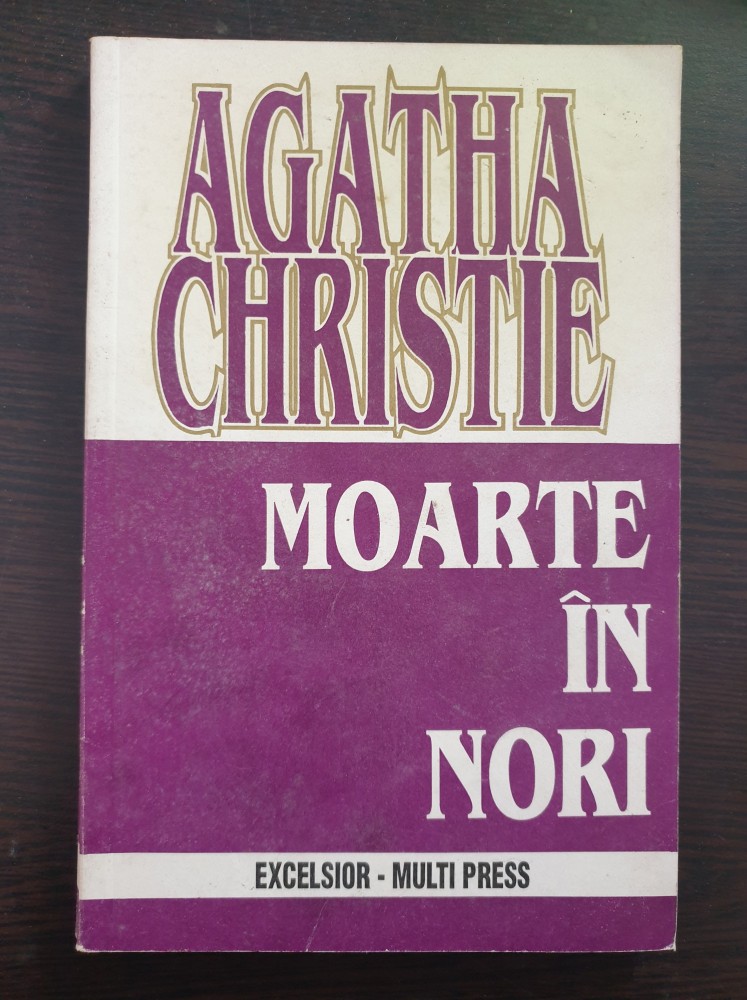 AGATHA
CHRISTIE
MOARTE
ÎN
NORI
EXCELSIOR - MULTI PRESS